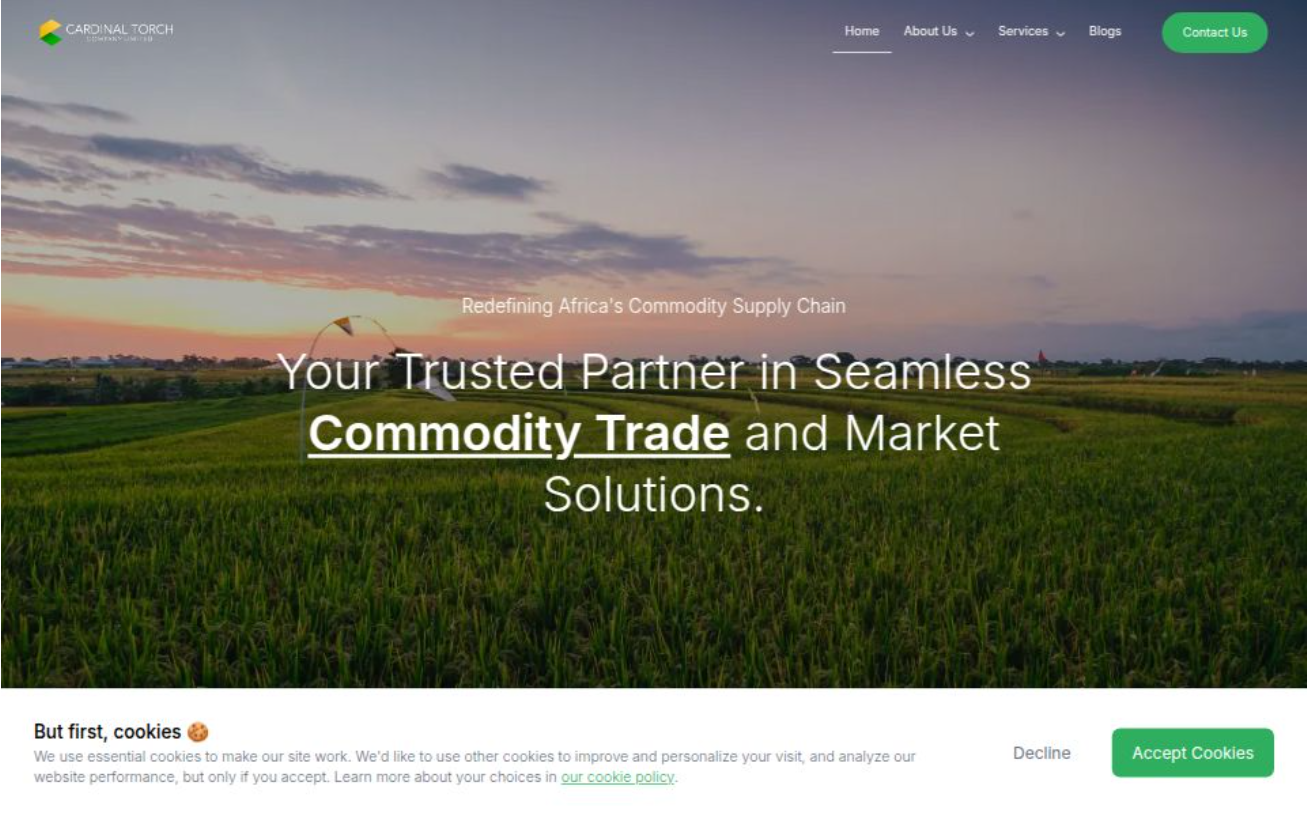 CARDINAL TORCH
COMPANY LIMITED
Home About Us Services Blogs Contact Us
Redefining Africa's Commodity Supply Chain
Your Trusted Partner in Seamless
Commodity Trade and Market
Solutions.
But first, cookies 🍪
We use essential cookies to make our site work. We'd like to use other cookies to improve and personalize your visit, and analyze our
website performance, but only if you accept. Learn more about your choices in our cookie policy.
Decline
Accept Cookies